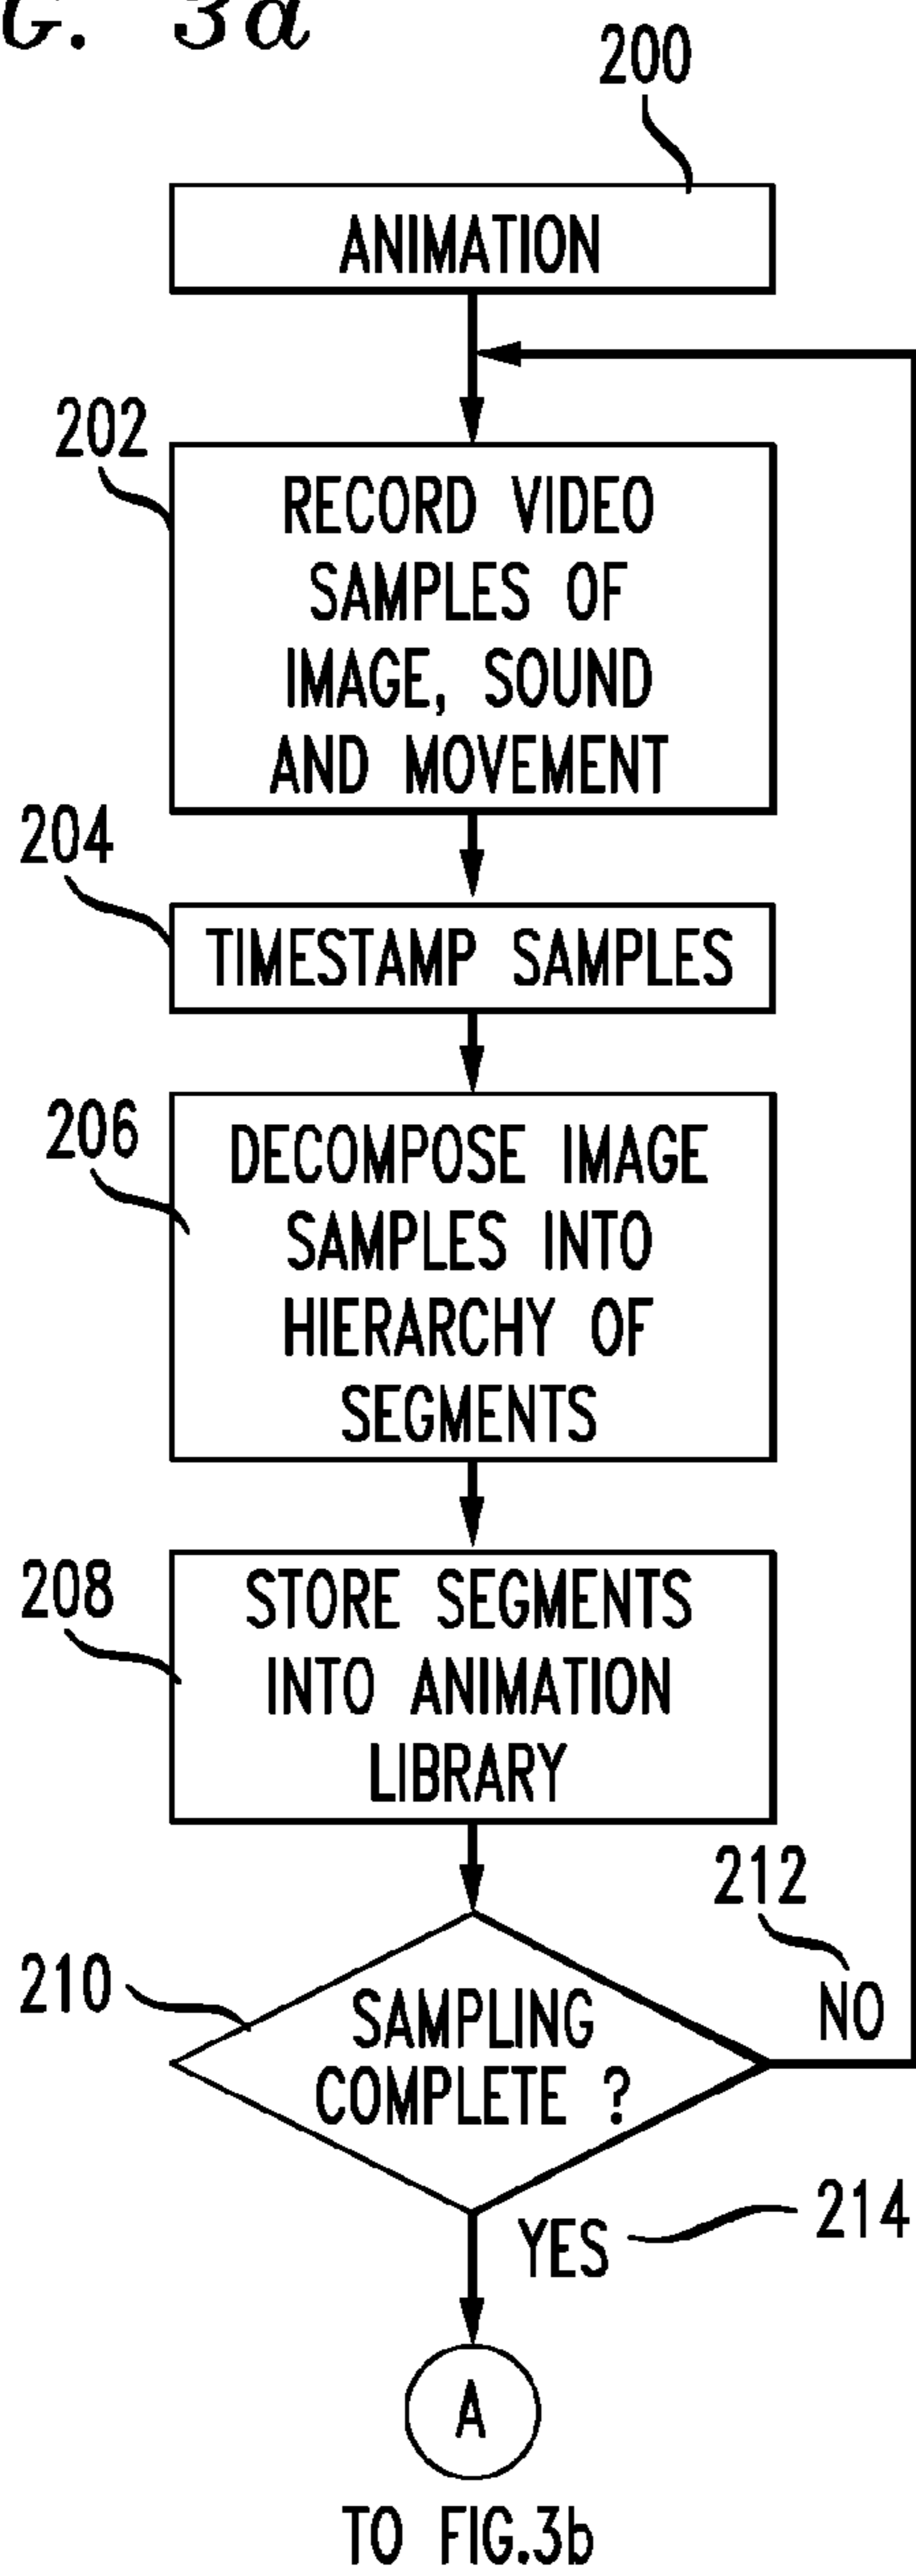 G. 3a
200
ANIMATION
202
RECORD VIDEO
SAMPLES OF
IMAGE, SOUND
AND MOVEMENT
204
TIMESTAMP SAMPLES
206
DECOMPOSE IMAGE
SAMPLES INTO
HIERARCHY OF
SEGMENTS
208
STORE SEGMENTS
INTO ANIMATION
LIBRARY
212
210
NO
SAMPLING
COMPLETE ?
214
YES
A
TO FIG.3b